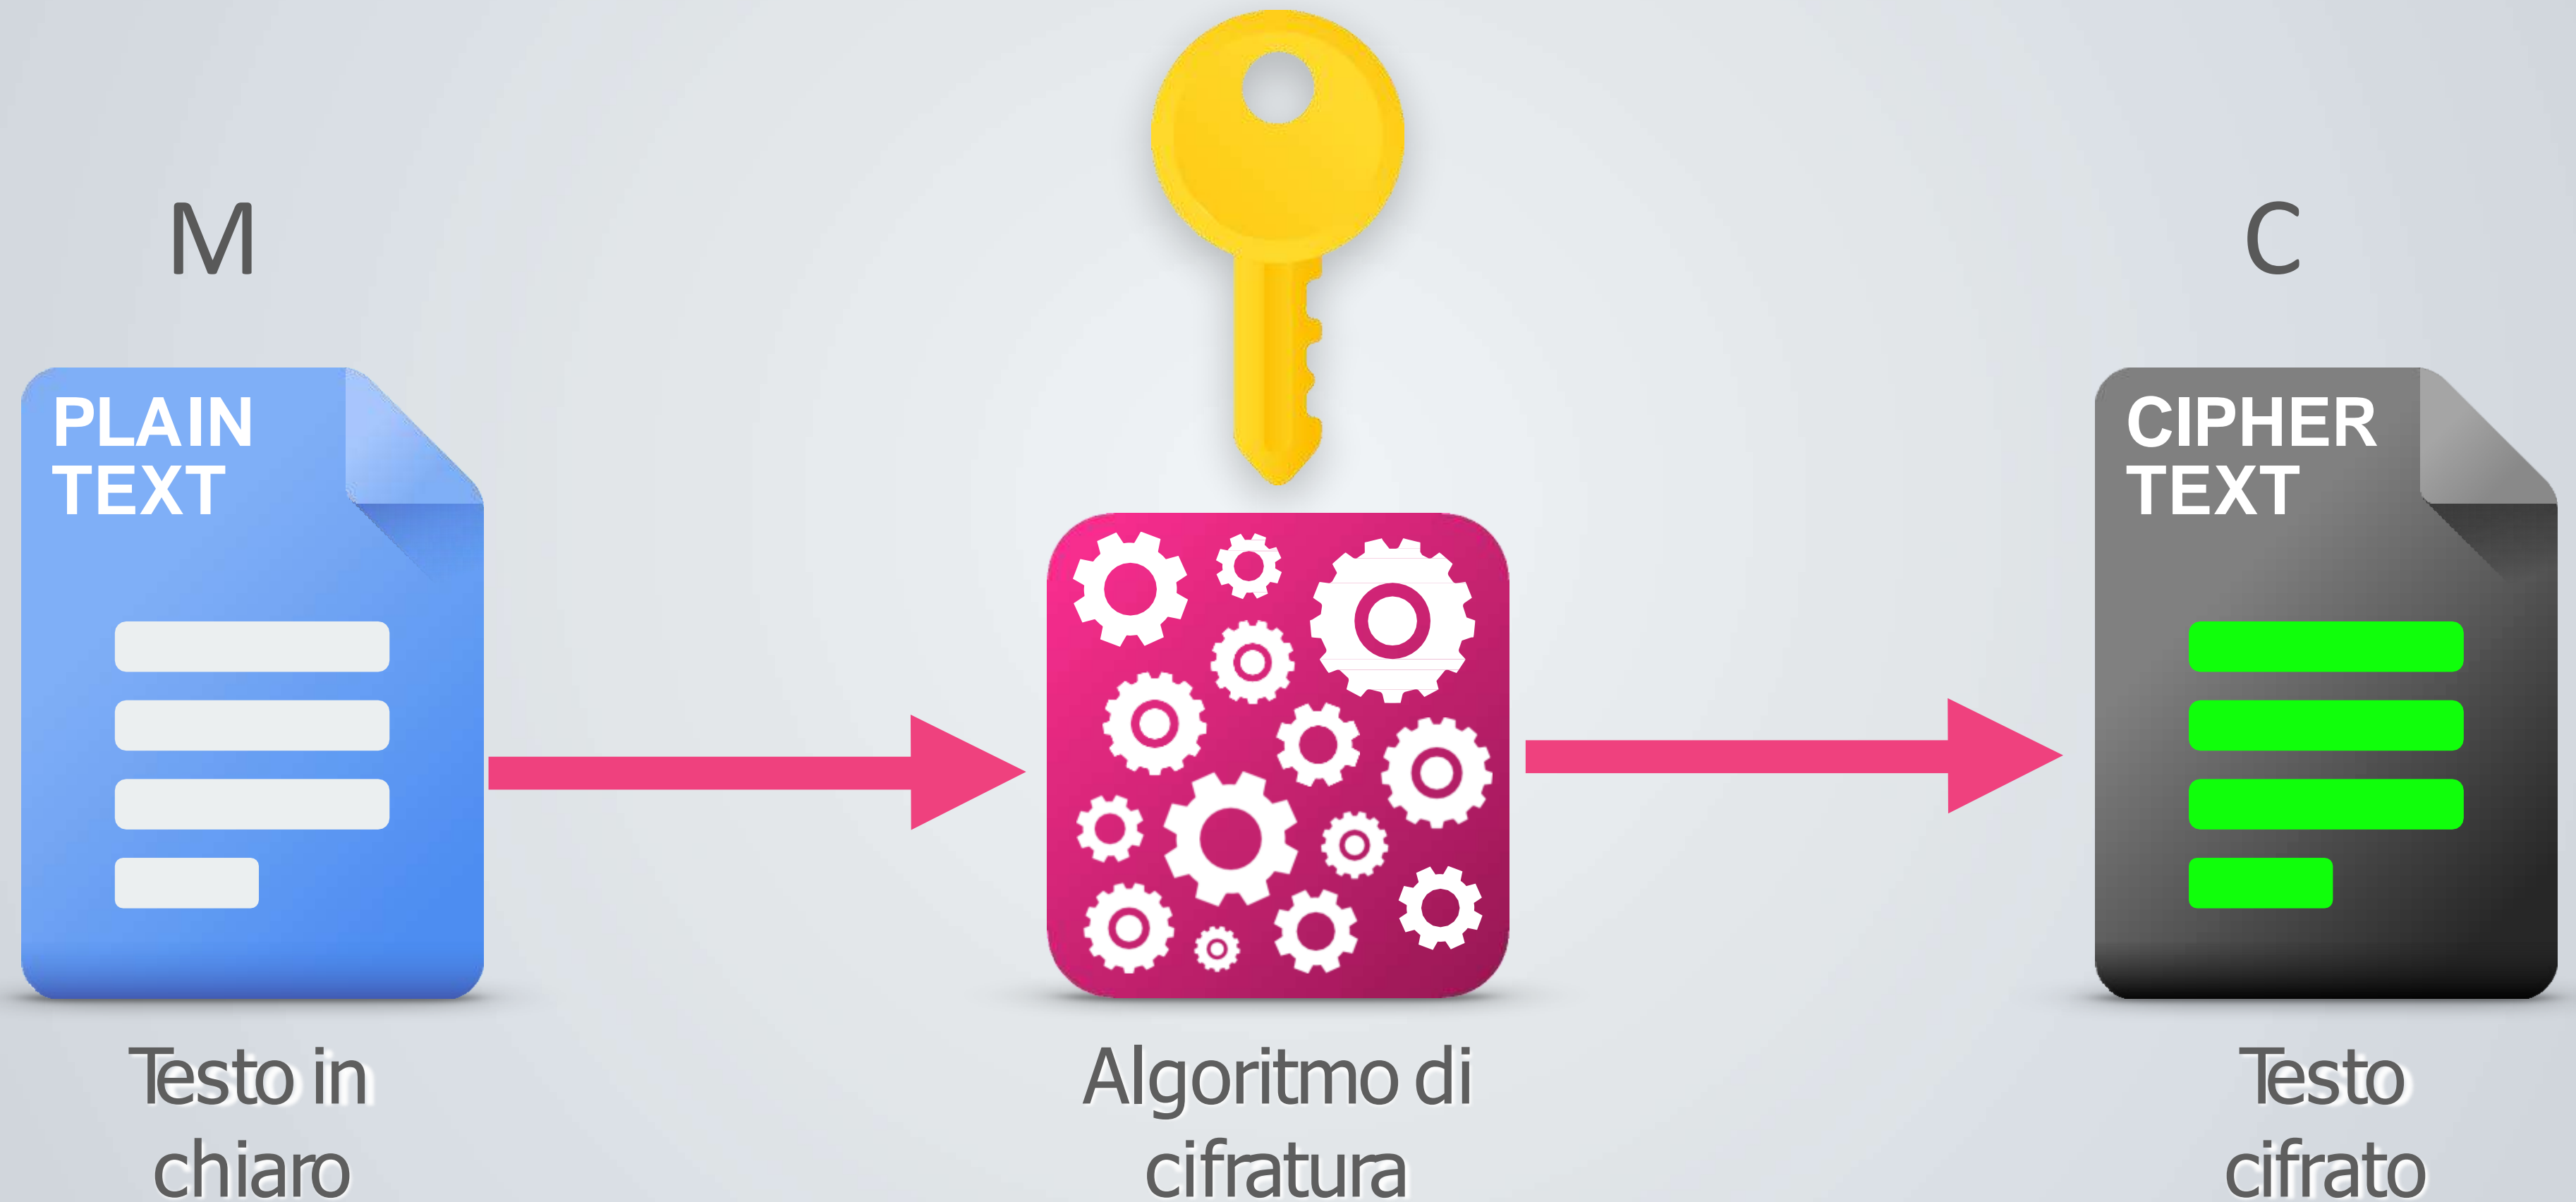 M
C
PLAIN
TEXT
CIPHER
TEXT
Testo in
chiaro
Algoritmo di
cifratura
Testo
cifrato